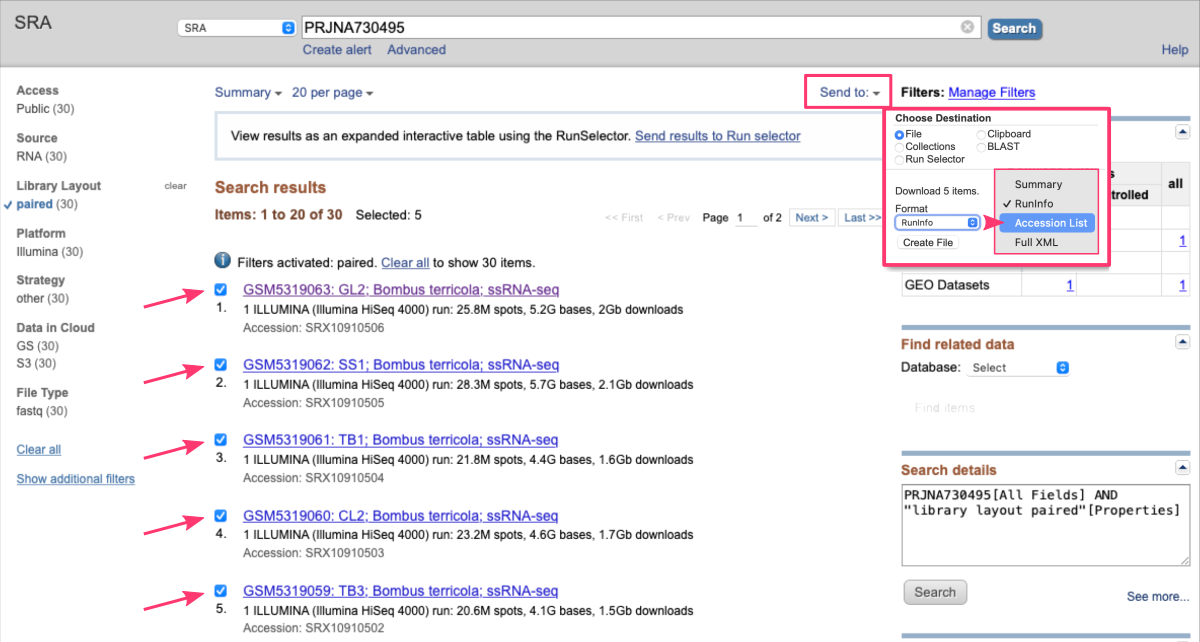 SRA
SRA
PRJNA730495
Search
Create alert Advanced
Help
Access
Public (30)
Source
RNA (30)
Library Layout clear
paired (30)
Platform
Illumina (30)
Strategy
other (30)
Data in Cloud
GS (30)
S3 (30)
File Type
fastq (30)
Clear all
Show additional filters
Summary 20 per page
Send to:
View results as an expanded interactive table using the RunSelector. Send results to Run selector
Search results
Items: 1 to 20 of 30 Selected: 5
<< First < Prev Page 1 of 2 Next > Last >>
Filters activated: paired. Clear all to show 30 items.
GSM5319063: GL2; Bombus terricola; ssRNA-seq
1. 1 ILLUMINA (Illumina HiSeq 4000) run: 25.8M spots, 5.2G bases, 2Gb downloads
Accession: SRX10910506
GSM5319062: SS1; Bombus terricola; ssRNA-seq
2. 1 ILLUMINA (Illumina HiSeq 4000) run: 28.3M spots, 5.7G bases, 2.1Gb downloads
Accession: SRX10910505
GSM5319061: TB1; Bombus terricola; ssRNA-seq
3. 1 ILLUMINA (Illumina HiSeq 4000) run: 21.8M spots, 4.4G bases, 1.6Gb downloads
Accession: SRX10910504
GSM5319060: CL2; Bombus terricola; ssRNA-seq
4. 1 ILLUMINA (Illumina HiSeq 4000) run: 23.2M spots, 4.6G bases, 1.7Gb downloads
Accession: SRX10910503
GSM5319059: TB3; Bombus terricola; ssRNA-seq
5. 1 ILLUMINA (Illumina HiSeq 4000) run: 20.6M spots, 4.1G bases, 1.5Gb downloads
Accession: SRX10910502
Filters: Manage Filters
Choose Destination
File Clipboard
Collections BLAST
Run Selector
Download 5 items.
Format
RunInfo
Create File
Summary
✓ RunInfo
Accession List
Full XML
s all
trolled
1
GEO Datasets 1 1
Find related data
Database: Select
Find items
Search details
PRJNA730495[All Fields] AND
"library layout paired"[Properties]
Search
See more...